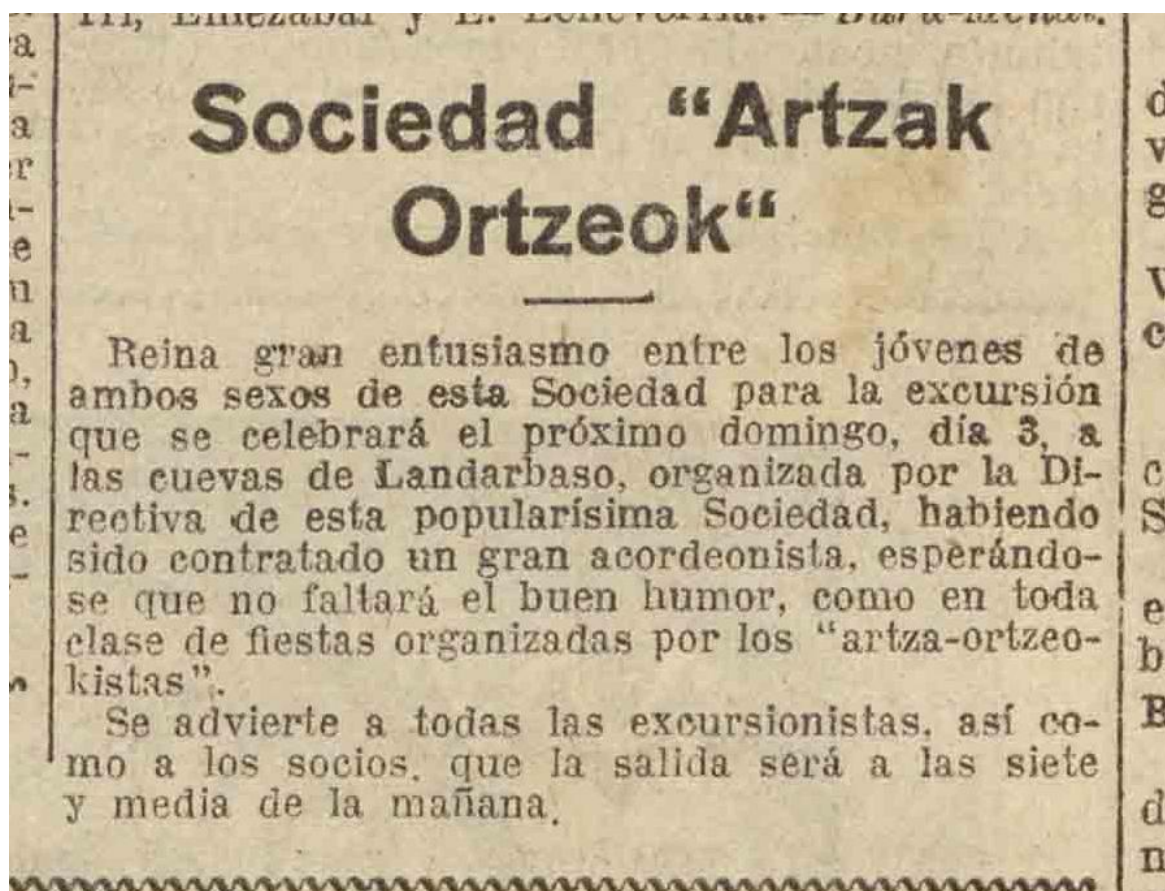 Sociedad “Artzak
Ortzeok“
Reina gran entusiasmo entre los jóvenes de
ambos sexos de esta Sociedad para la excursión
que se celebrará el próximo domingo, día 3, a
las cuevas de Landarbaso, organizada por la Di-
rectiva de esta popularísima Sociedad, habiendo
sido contratado un gran acordeonista, esperándo-
se que no faltará el buen humor, como en toda
clase de fiestas organizadas por los “artza-ortzeo-
kistas”.
Se advierte a todas las excursionistas, así co-
mo a los socios, que la salida será a las siete
y media de la mañana.